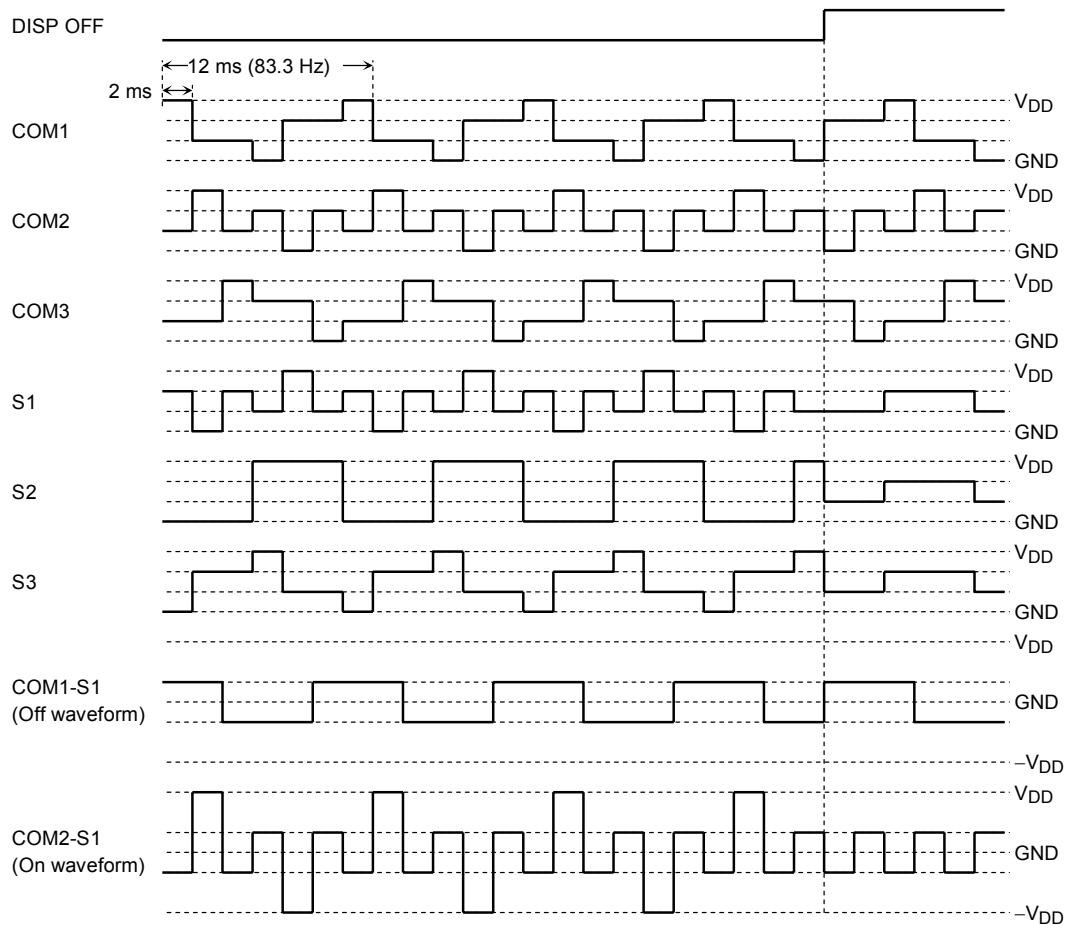 DISP OFF
12 ms (83.3 Hz)
2 ms
COM1
VDD
GND
COM2
VDD
GND
COM3
VDD
GND
S1
VDD
GND
S2
VDD
GND
S3
VDD
GND
VDD
COM1-S1
(Off waveform)
GND
–VDD
VDD
COM2-S1
(On waveform)
GND
–VDD